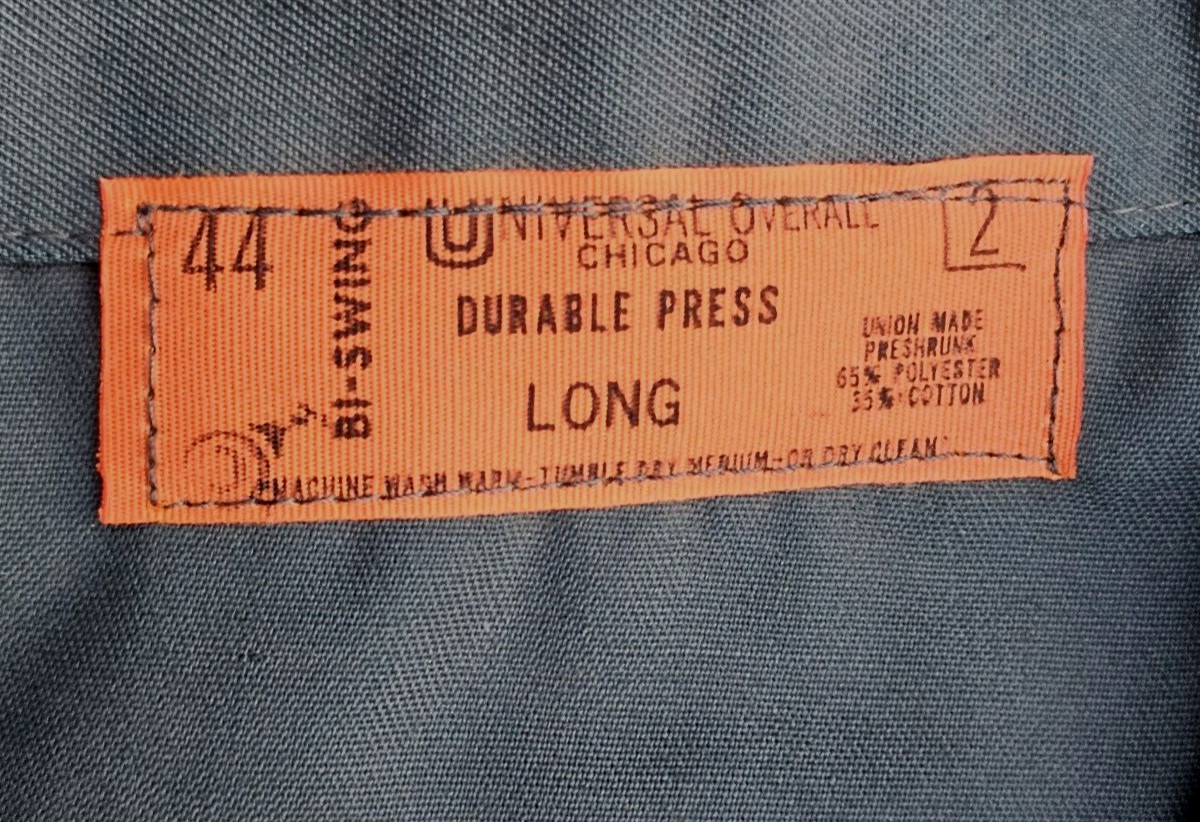 44
BI-SWING
UNIVERSAL OVERALL
CHICAGO
2
DURABLE PRESS
LONG
UNION MADE
PRESHRUNK
65% POLYESTER
35% COTTON
MACHINE WASH WARM-TUMBLE DRY MEDIUM-OR DRY CLEAN